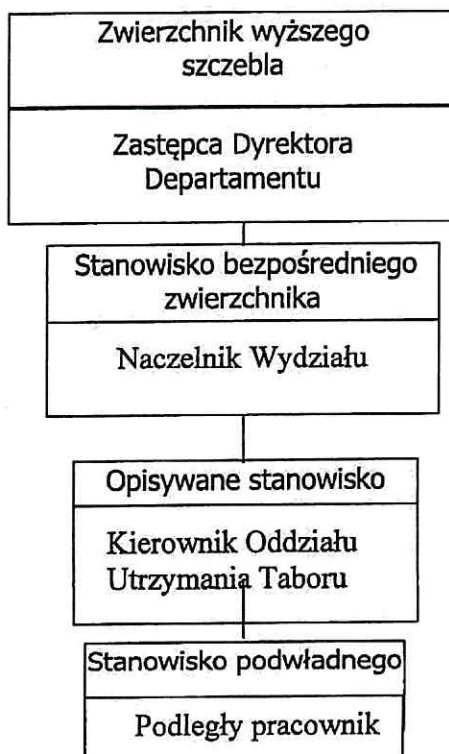 Zwierzchnik wyższego
szczebla
Zastępca Dyrektora
Departamentu
Stanowisko bezpośredniego
zwierzchnika
Naczelnik Wydziału
Opisywane stanowisko
Kierownik Oddziału
Utrzymania Taboru
Stanowisko podwładnego
Podległy pracownik